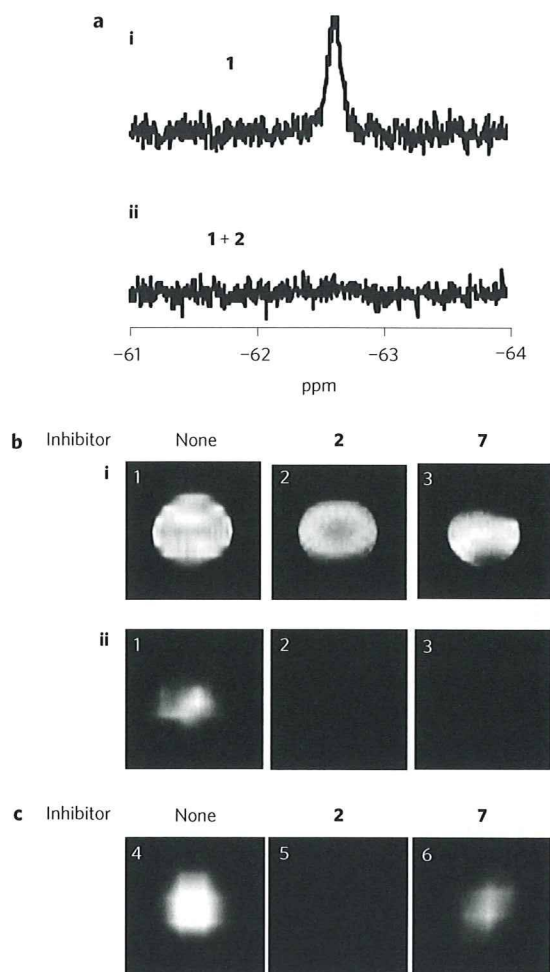 a
i
1
ii
1 + 2
−61 −62 −63 −64
ppm
b Inhibitor None 2 7
i
1 2 3
ii
1 2 3
c Inhibitor None 2 7
4 5 6